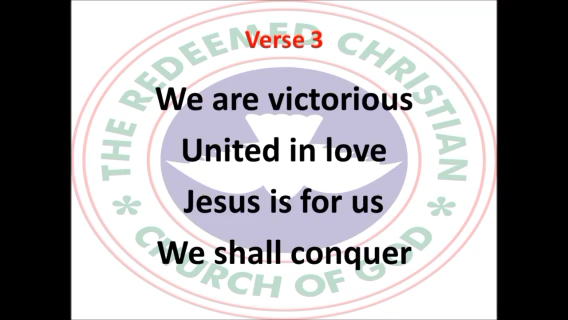 Verse 3
THE REDEEMED CHRISTIAN
We are victorious
United in love
Jesus is for us
We shall conquer
CHURCH OF GOD